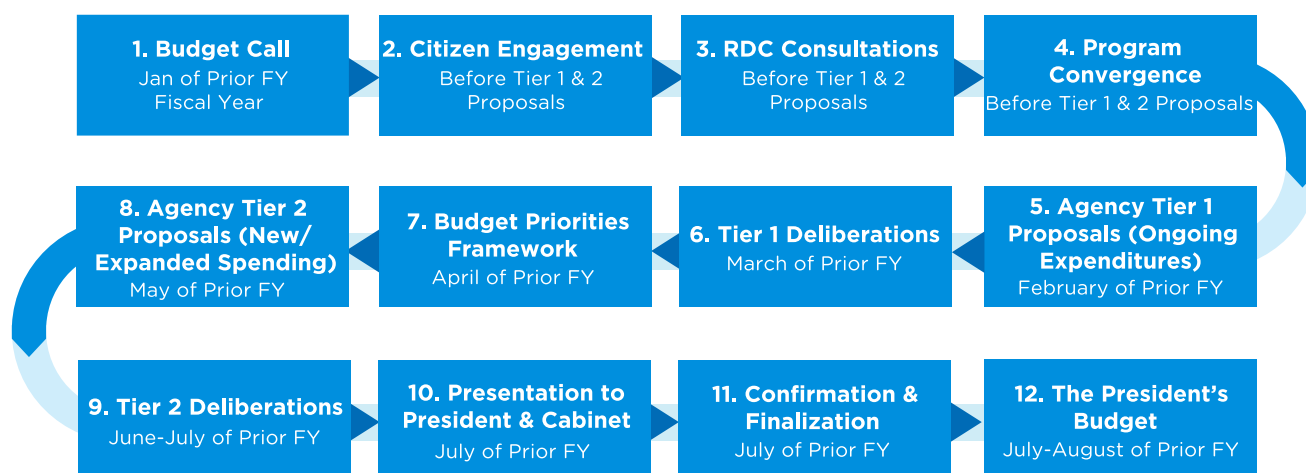 1. Budget Call
Jan of Prior FY
Fiscal Year
2. Citizen Engagement
Before Tier 1 & 2
Proposals
3. RDC Consultations
Before Tier 1 & 2
Proposals
4. Program
Convergence
Before Tier 1 & 2 Proposals
5. Agency Tier 1
Proposals (Ongoing
Expenditures)
February of Prior FY
6. Tier 1 Deliberations
March of Prior FY
7. Budget Priorities
Framework
April of Prior FY
8. Agency Tier 2
Proposals (New/
Expanded Spending)
May of Prior FY
9. Tier 2 Deliberations
June-July of Prior FY
10. Presentation to
President & Cabinet
July of Prior FY
11. Confirmation &
Finalization
July of Prior FY
12. The President's
Budget
July-August of Prior FY